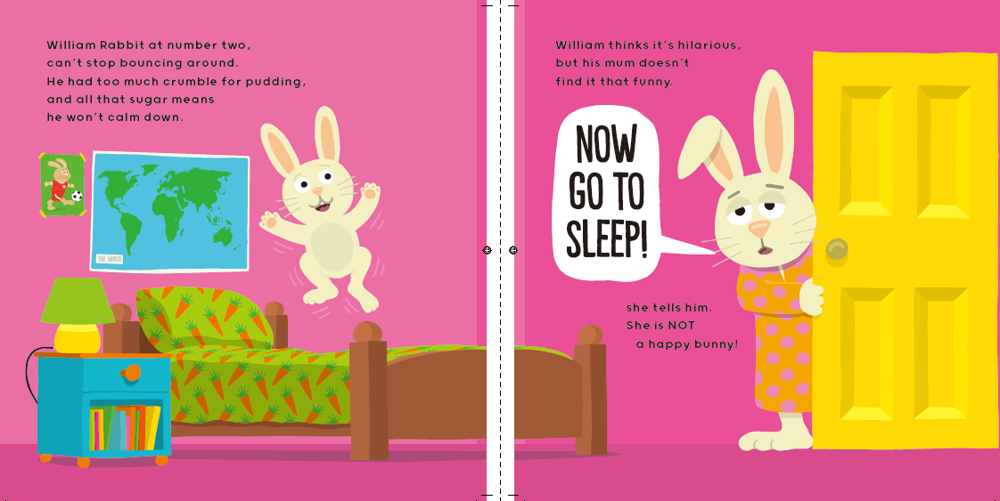 William Rabbit at number two,
can't stop bouncing around.
He had too much crumble for pudding,
and all that sugar means
he won't calm down.
THE WORLD
William thinks it's hilarious,
but his mum doesn't
find it that funny.
NOW
GO TO
SLEEP!
she tells him.
She is NOT
a happy bunny!